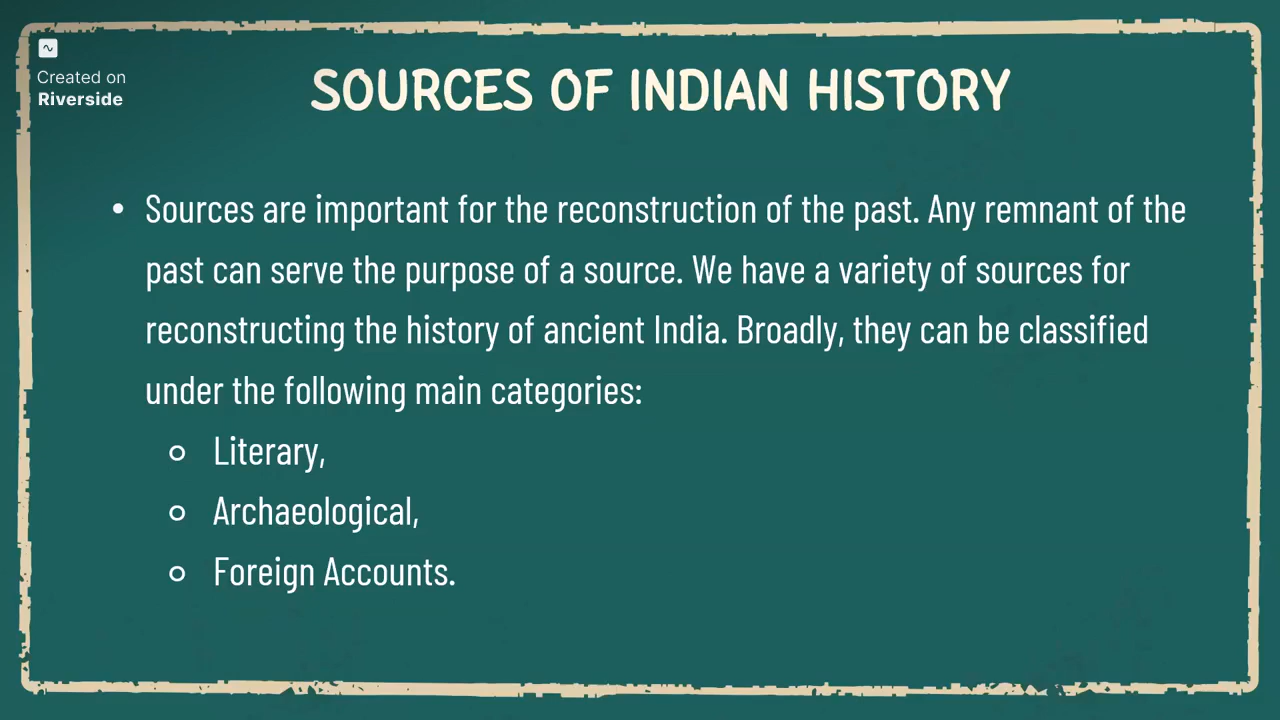 Created on
Riverside
SOURCES OF INDIAN HISTORY
• Sources are important for the reconstruction of the past. Any remnant of the
past can serve the purpose of a source. We have a variety of sources for
reconstructing the history of ancient India. Broadly, they can be classified
under the following main categories:
○ Literary,
○ Archaeological,
○ Foreign Accounts.